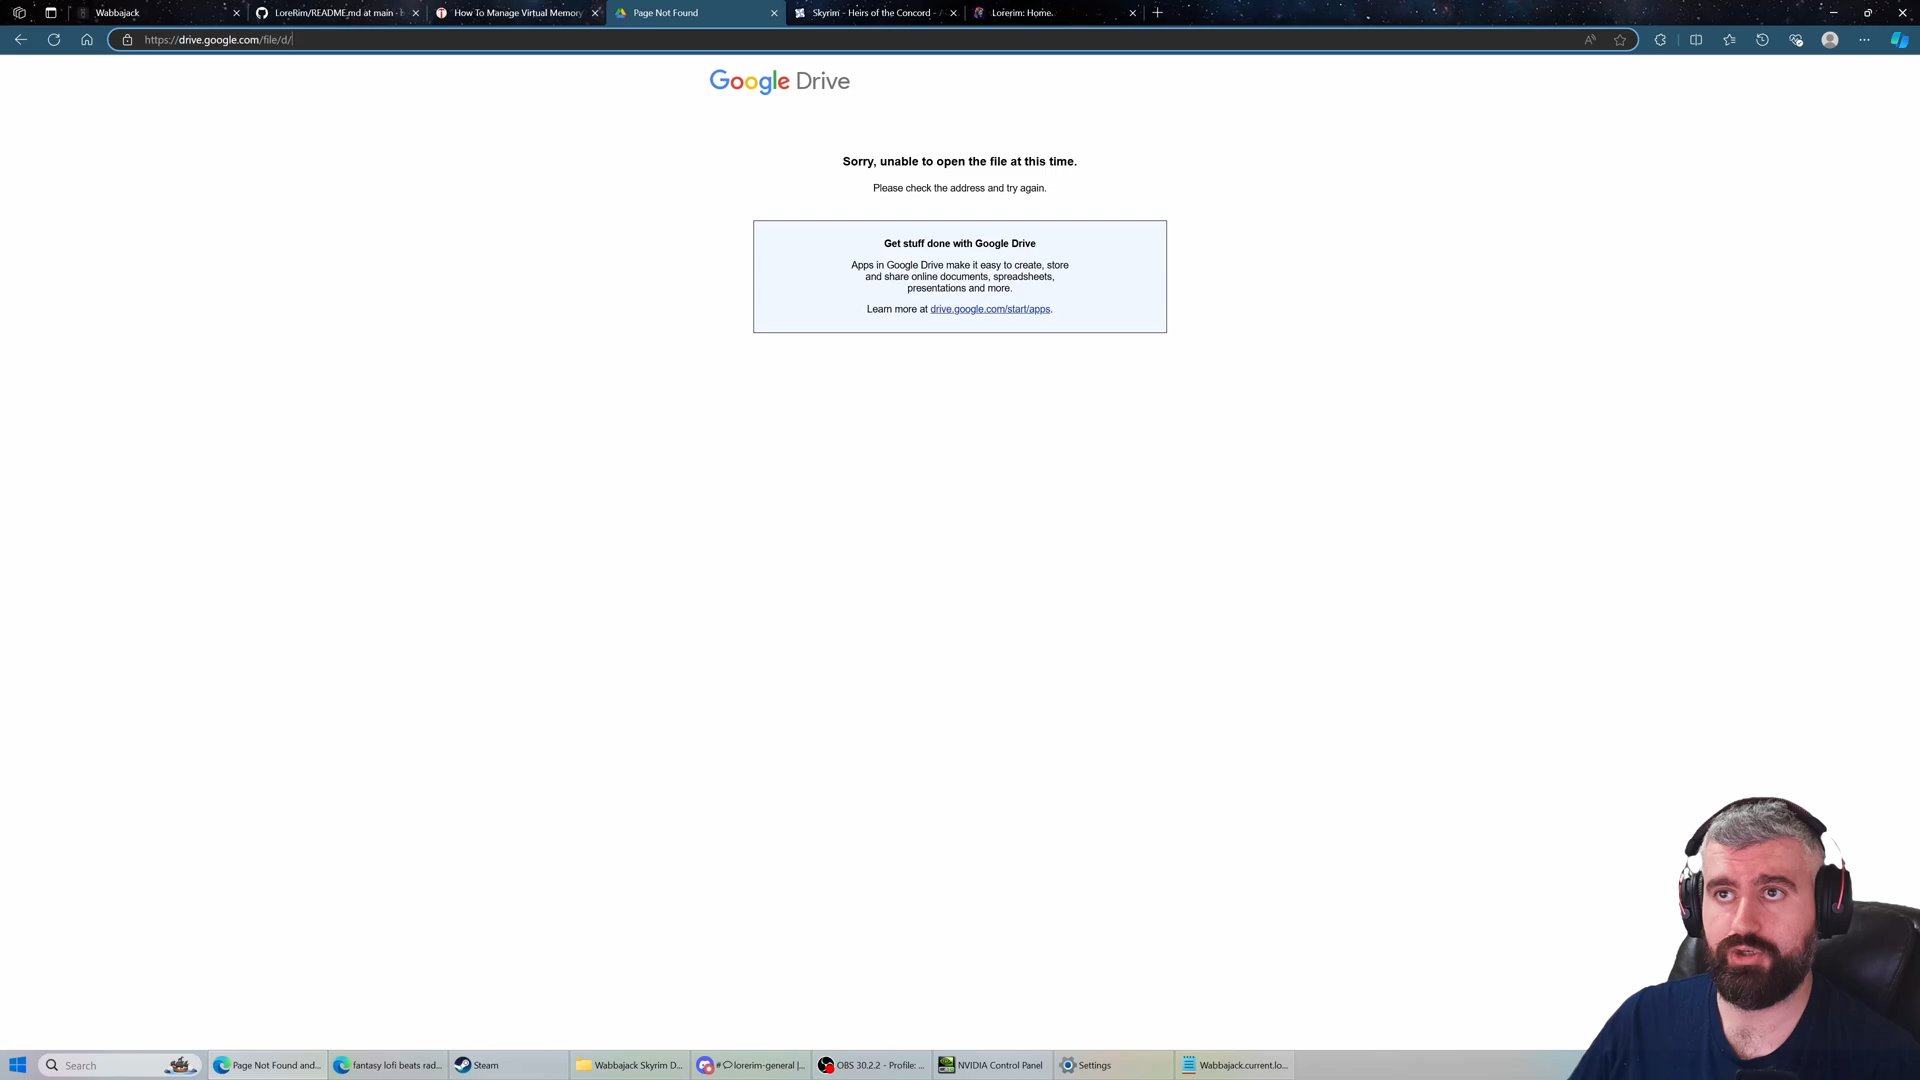 Wabbajack
LoreRim/README.md at main ·
How To Manage Virtual Memory
Page Not Found
Skyrim - Heirs of the Concord -
Lorerim: Home.
https://drive.google.com/file/d/
Google Drive
Sorry, unable to open the file at this time.
Please check the address and try again.
Get stuff done with Google Drive
Apps in Google Drive make it easy to create, store
and share online documents, spreadsheets,
presentations and more.
Learn more at drive.google.com/start/apps.
Search
Page Not Found and...
fantasy lofi beats rad...
Steam
Wabbajack Skyrim D...
#lorerim-general |...
OBS 30.2.2 - Profile: ...
NVIDIA Control Panel
Settings
Wabbajack.current.lo...